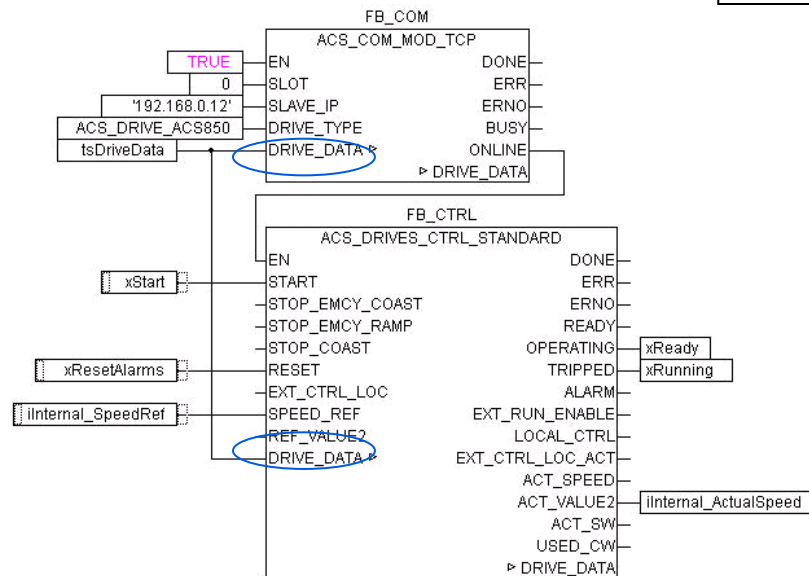 FB_COM
ACS_COM_MOD_TCP
TRUE EN DONE
0 SLOT ERR
'192.168.0.12' SLAVE_IP ERNO
ACS_DRIVE_ACS850 DRIVE_TYPE BUSY
tsDriveData DRIVE_DATA ONLINE
DRIVE_DATA
FB_CTRL
ACS_DRIVES_CTRL_STANDARD
EN DONE
xStart START ERR
STOP_EMCY_COAST ERNO
STOP_EMCY_RAMP READY
STOP_COAST OPERATING xReady
xResetAlarms RESET TRIPPED xRunning
EXT_CTRL_LOC ALARM
iInternal_SpeedRef SPEED_REF EXT_RUN_ENABLE
REF_VALUE2 LOCAL_CTRL
DRIVE_DATA EXT_CTRL_LOC_ACT
ACT_SPEED
ACT_VALUE2 iInternal_ActualSpeed
ACT_SW
USED_CW
DRIVE_DATA